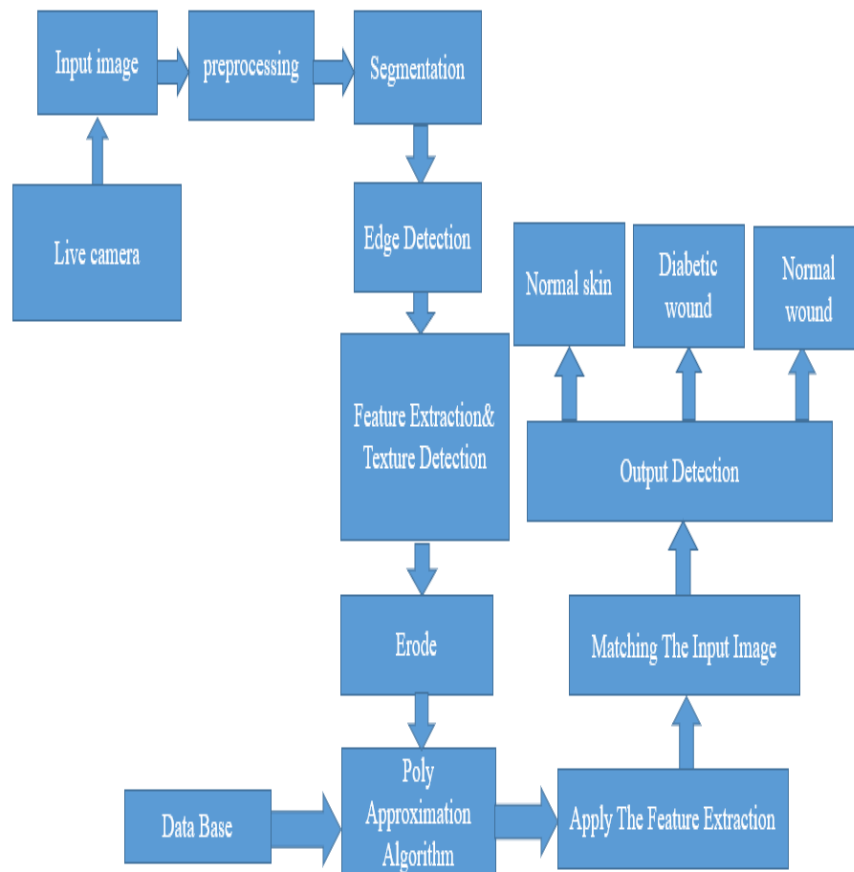 Input image
preprocessing
Segmentation
Live camera
Edge Detection
Feature Extraction&
Texture Detection
Erode
Data Base
Poly
Approximation
Algorithm
Apply The Feature Extraction
Matching The Input Image
Output Detection
Normal skin
Diabetic
wound
Normal
wound